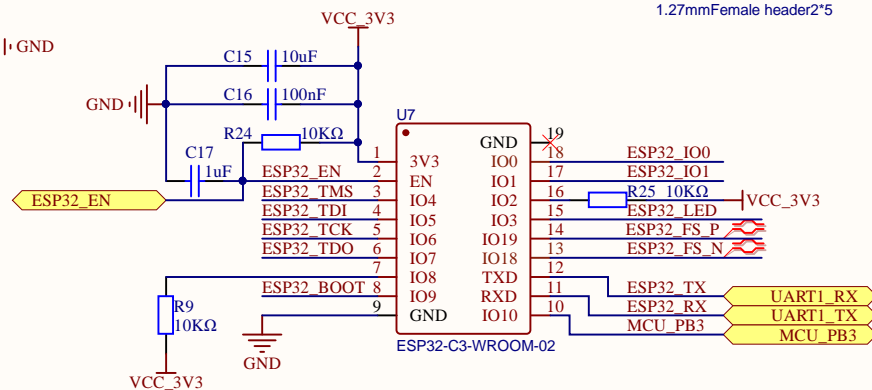 1.27mmFemale header2*5
VCC_3V3
GND
C15 10uF
C16 100nF
GND
U7
R24 10KΩ
C17
1uF
ESP32_EN
ESP32_EN
ESP32_TMS
ESP32_TDI
ESP32_TCK
ESP32_TDO
ESP32_BOOT
1 3V3
2 EN
3 IO4
4 IO5
5 IO6
6 IO7
7 IO8
8 IO9
9 GND
GND 19
IO0 18 ESP32_IO0
IO1 17 ESP32_IO1
IO2 16 R25 10KΩ VCC_3V3
IO3 15 ESP32_LED
IO19 14 ESP32_FS_P
IO18 13 ESP32_FS_N
TXD 12 ESP32_TX UART1_RX
RXD 11 ESP32_RX UART1_TX
IO10 10 MCU_PB3 MCU_PB3
R9
10KΩ
GND
VCC_3V3
ESP32-C3-WROOM-02